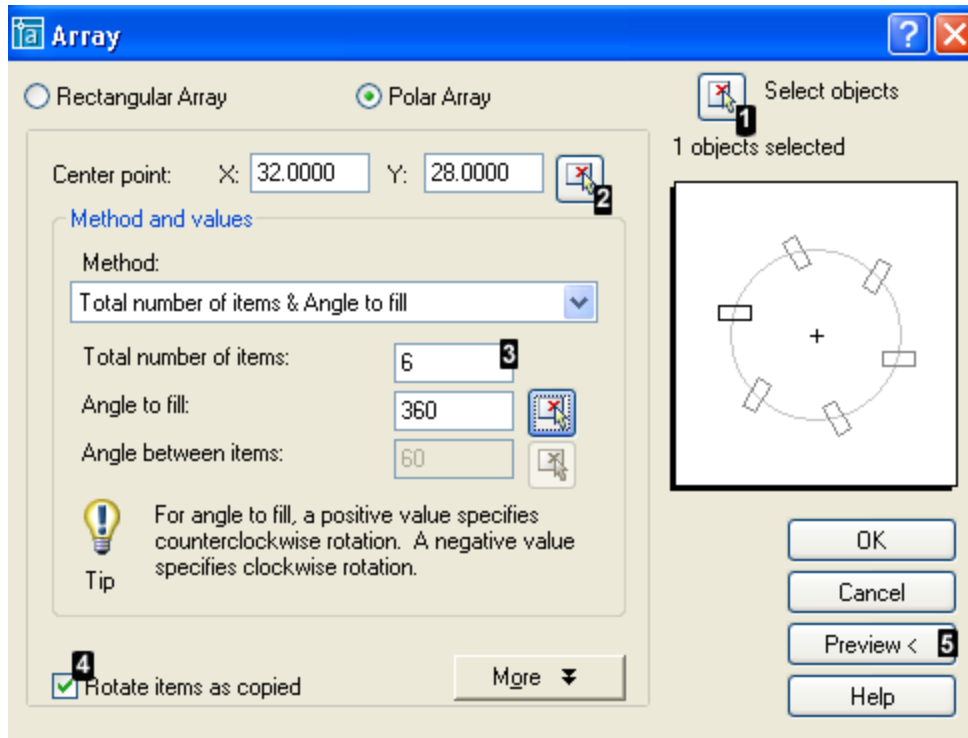 Array
Rectangular Array Polar Array Select objects
1
1 objects selected
Center point: X: 32.0000 Y: 28.0000
2
Method and values
Method:
Total number of items & Angle to fill
Total number of items: 6 3
Angle to fill: 360
Angle between items: 60
For angle to fill, a positive value specifies
counterclockwise rotation. A negative value
specifies clockwise rotation.
Tip
OK
Cancel
Preview < 5
Help
4
Rotate items as copied
More